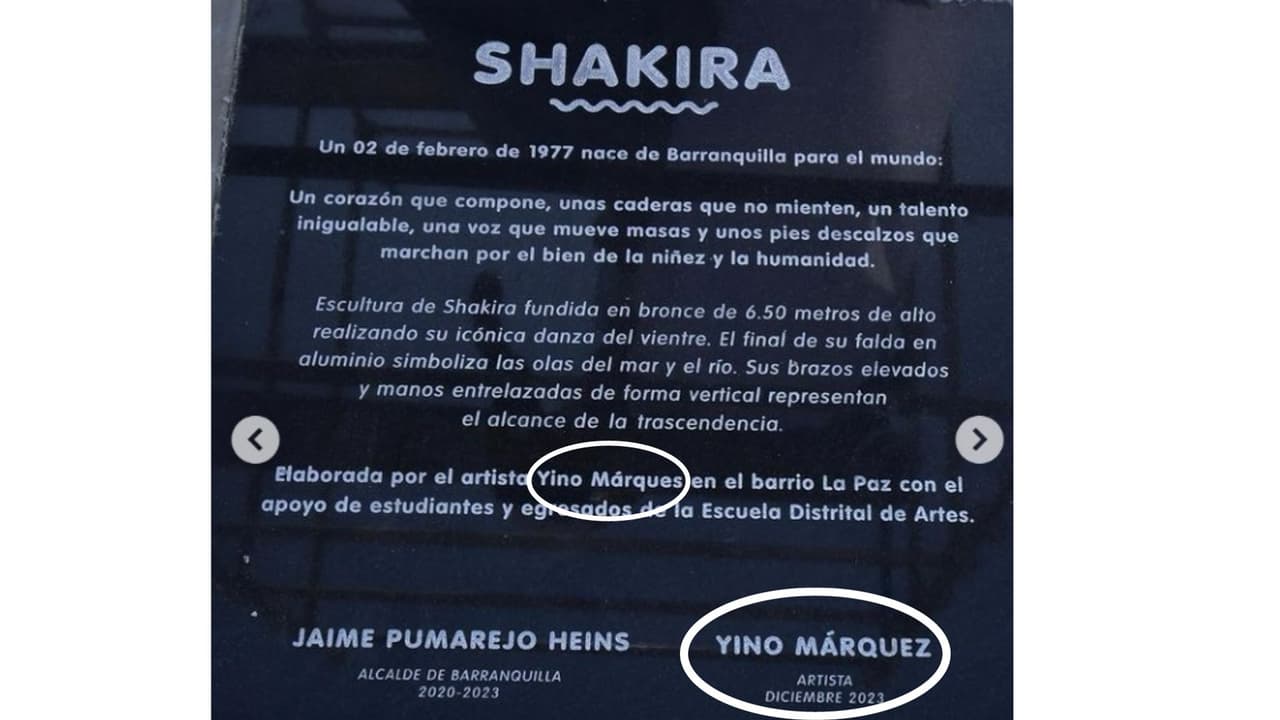 SHAKIRA
Un 02 de febrero de 1977 nace de Barranquilla para el mundo:
Un corazón que compone, unas caderas que no mienten, un talento
inigualable, una voz que mueve masas y unos pies descalzos que
marchan por el bien de la niñez y la humanidad.
Escultura de Shakira fundida en bronce de 6.50 metros de alto
realizando su icónica danza del vientre. El final de su falda en
aluminio simboliza las olas del mar y el río. Sus brazos elevados
y manos entrelazadas de forma vertical representan
el alcance de la trascendencia.
Elaborada por el artista Yino Márques en el barrio La Paz con el
apoyo de estudiantes y egresados de la Escuela Distrital de Artes.
JAIME PUMAREJO HEINS
ALCALDE DE BARRANQUILLA
2020-2023
YINO MÁRQUEZ
ARTISTA
DICIEMBRE 2023